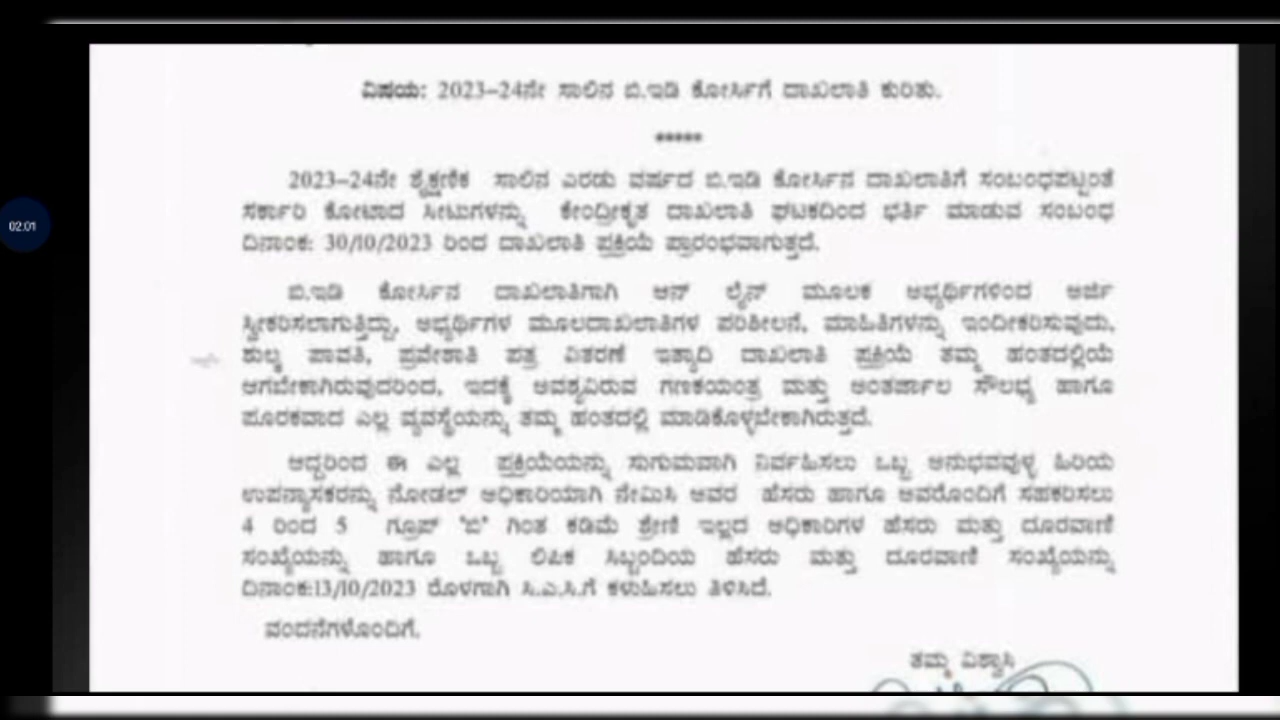 ವಿಷಯ: 2023–24ನೇ ಸಾಲಿನ ಬಿ.ಇಡಿ ಕೋರ್ಸಿಗೆ ದಾಖಲಾತಿ ಕುರಿತು.
*****
2023–24ನೇ ಶೈಕ್ಷಣಿಕ ಸಾಲಿನ ಎರಡು ವರ್ಷದ ಬಿ.ಇಡಿ ಕೋರ್ಸಿನ ದಾಖಲಾತಿಗೆ ಸಂಬಂಧಪಟ್ಟಂತೆ
ಸರ್ಕಾರಿ ಕೋಟಾದ ಸೀಟುಗಳನ್ನು ಕೇಂದ್ರೀಕೃತ ದಾಖಲಾತಿ ಘಟಕದಿಂದ ಭರ್ತಿ ಮಾಡುವ ಸಂಬಂಧ
ದಿನಾಂಕ: 30/10/2023 ರಿಂದ ದಾಖಲಾತಿ ಪ್ರಕ್ರಿಯೆ ಪ್ರಾರಂಭವಾಗುತ್ತದೆ.
ಬಿ.ಇಡಿ ಕೋರ್ಸಿನ ದಾಖಲಾತಿಗಾಗಿ ಆನ್ ಲೈನ್ ಮೂಲಕ ಅಭ್ಯರ್ಥಿಗಳಿಂದ ಅರ್ಜಿ
ಸ್ವೀಕರಿಸಲಾಗುತ್ತಿದ್ದು, ಅಭ್ಯರ್ಥಿಗಳ ಮೂಲದಾಖಲಾತಿಗಳ ಪರಿಶೀಲನೆ, ಮಾಹಿತಿಗಳನ್ನು ಇಂದೀಕರಿಸುವುದು,
ಶುಲ್ಕ ಪಾವತಿ, ಪ್ರವೇಶಾತಿ ಪತ್ರ ವಿತರಣೆ ಇತ್ಯಾದಿ ದಾಖಲಾತಿ ಪ್ರಕ್ರಿಯೆ ತಮ್ಮ ಹಂತದಲ್ಲಿಯೆ
ಆಗಬೇಕಾಗಿರುವುದರಿಂದ, ಇದಕ್ಕೆ ಅವಶ್ಯವಿರುವ ಗಣಕಯಂತ್ರ ಮತ್ತು ಅಂತರ್ಜಾಲ ಸೌಲಭ್ಯ ಹಾಗೂ
ಪೂರಕವಾದ ಎಲ್ಲ ವ್ಯವಸ್ಥೆಯನ್ನು ತಮ್ಮ ಹಂತದಲ್ಲಿ ಮಾಡಿಕೊಳ್ಳಬೇಕಾಗಿರುತ್ತದೆ.
ಆದ್ದರಿಂದ ಈ ಎಲ್ಲ ಪ್ರಕ್ರಿಯೆಯನ್ನು ಸುಗುಮವಾಗಿ ನಿರ್ವಹಿಸಲು ಒಬ್ಬ ಅನುಭವವುಳ್ಳ ಹಿರಿಯ
ಉಪನ್ಯಾಸಕರನ್ನು ನೋಡಲ್ ಅಧಿಕಾರಿಯಾಗಿ ನೇಮಿಸಿ ಅವರ ಹೆಸರು ಹಾಗೂ ಅವರೊಂದಿಗೆ ಸಹಕರಿಸಲು
4 ರಿಂದ 5 ಗ್ರೂಪ್ 'ಬಿ' ಗಿಂತ ಕಡಿಮೆ ಶ್ರೇಣಿ ಇಲ್ಲದ ಅಧಿಕಾರಿಗಳ ಹೆಸರು ಮತ್ತು ದೂರವಾಣಿ
ಸಂಖ್ಯೆಯನ್ನು ಹಾಗೂ ಒಬ್ಬ ಲಿಪಿಕ ಸಿಬ್ಬಂದಿಯ ಹೆಸರು ಮತ್ತು ದೂರವಾಣಿ ಸಂಖ್ಯೆಯನ್ನು
ದಿನಾಂಕ:13/10/2023 ರೊಳಗಾಗಿ ಸಿ.ಎ.ಸಿ.ಗೆ ಕಳುಹಿಸಲು ತಿಳಿಸಿದೆ.
ವಂದನೆಗಳೊಂದಿಗೆ.
ತಮ್ಮ ವಿಶ್ವಾಸಿ
02:01